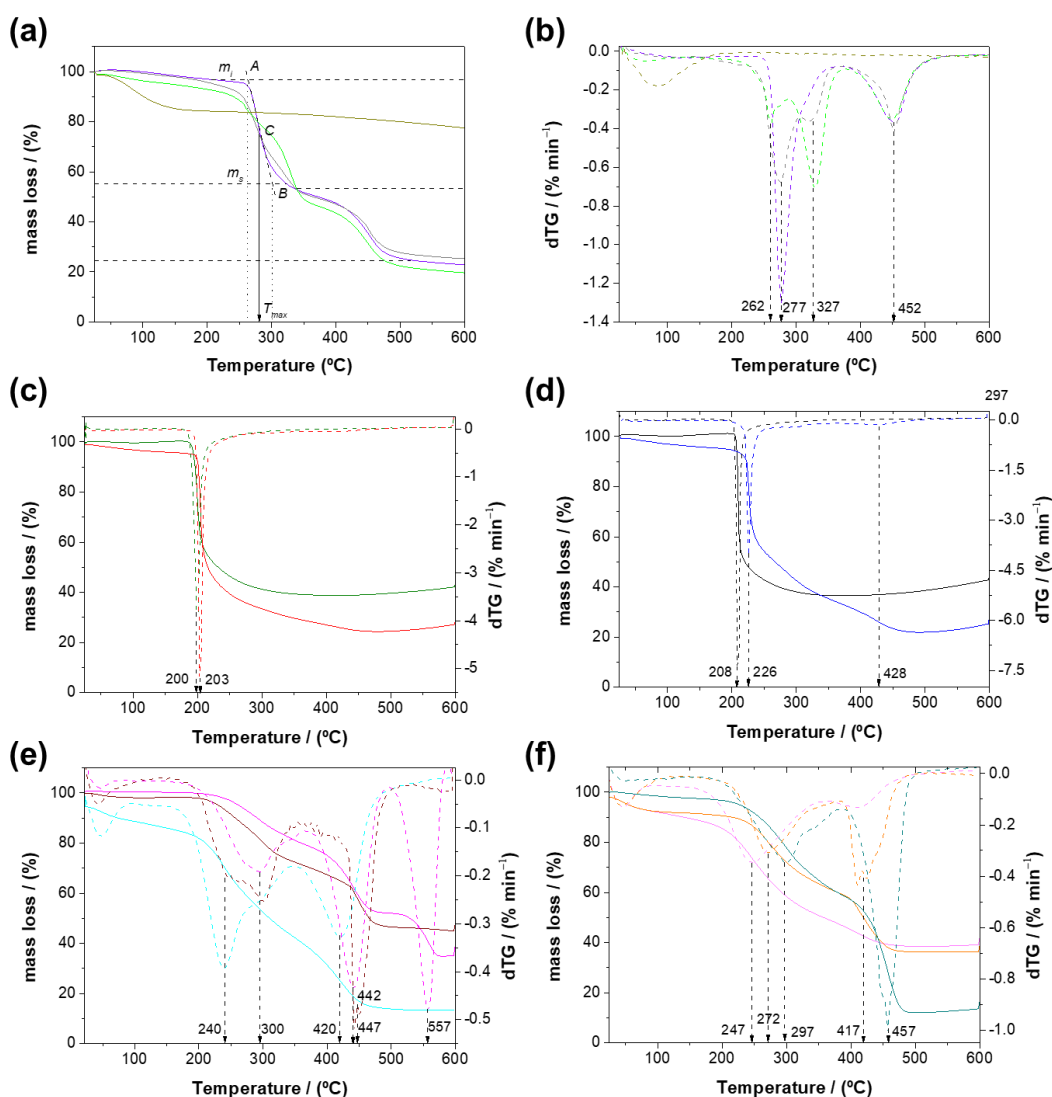 (a)
100
80
60
40
20
0
100 200 300 400 500 600
mass loss / (%)
Temperature (ºC)
mi
A
C
ms
B
Tmax
(b)
0.0
-0.2
-0.4
-0.6
-0.8
-1.0
-1.2
-1.4
100 200 300 400 500 600
dTG / (% min−1)
Temperature (ºC)
262 277 327 452
(c)
100
80
60
40
20
0
0
-1
-2
-3
-4
-5
100 200 300 400 500 600
mass loss / (%)
dTG / (% min−1)
Temperature / (ºC)
200 203
(d)
297
100
80
60
40
20
0
0.0
-1.5
-3.0
-4.5
-6.0
-7.5
100 200 300 400 500 600
mass loss / (%)
dTG / (% min−1)
Temperature / (ºC)
208 226 428
(e)
100
80
60
40
20
0
0.0
-0.1
-0.2
-0.3
-0.4
-0.5
100 200 300 400 500 600
mass loss / (%)
dTG / (% min−1)
Temperature / (ºC)
442
240 300 420 447 557
(f)
100
80
60
40
20
0
0.0
-0.2
-0.4
-0.6
-0.8
-1.0
100 200 300 400 500 600
mass loss / (%)
dTG / (% min−1)
Temperature / (ºC)
272
247 297 417 457